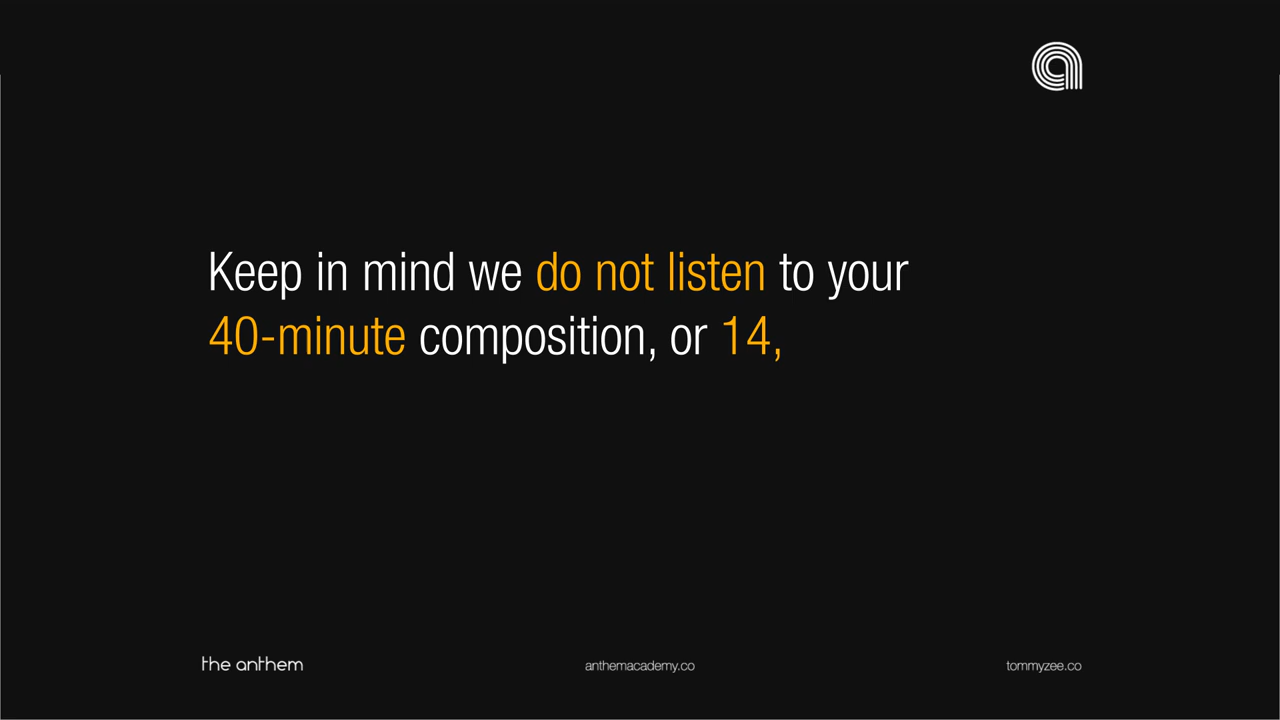 Keep in mind we do not listen to your
40-minute composition, or 14,
the anthem
anthemacademy.co
tommyzee.co